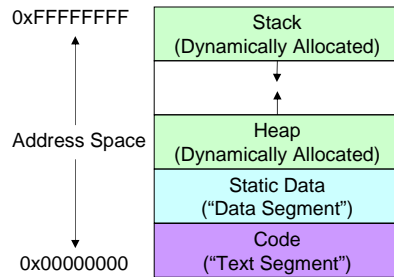 0xFFFFFFFF
Stack
(Dynamically Allocated)
Address Space
Heap
(Dynamically Allocated)
Static Data
(“Data Segment”)
Code
(“Text Segment”)
0x00000000